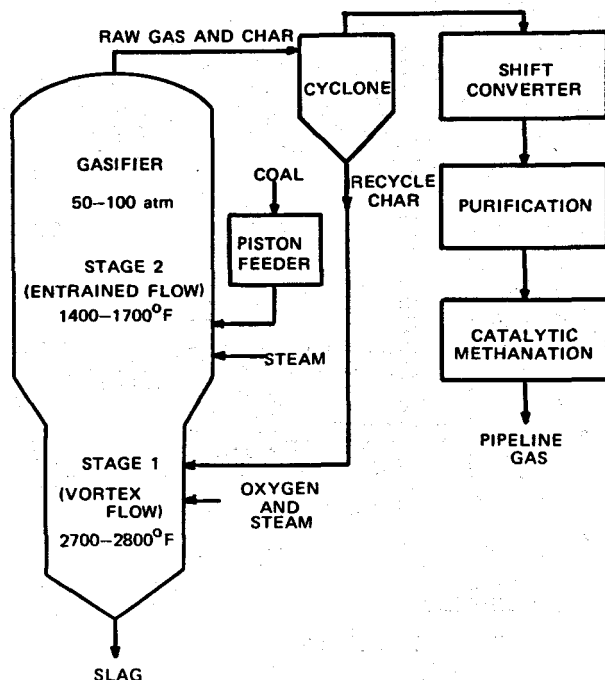 RAW GAS AND CHAR
CYCLONE
SHIFT
CONVERTER
GASIFIER
50--100 atm
COAL
RECYCLE
CHAR
PISTON
FEEDER
PURIFICATION
STAGE 2
(ENTRAINED FLOW)
1400--1700°F
STEAM
CATALYTIC
METHANATION
PIPELINE
GAS
STAGE 1
(VORTEX
FLOW)
2700--2800°F
OXYGEN
AND
STEAM
SLAG